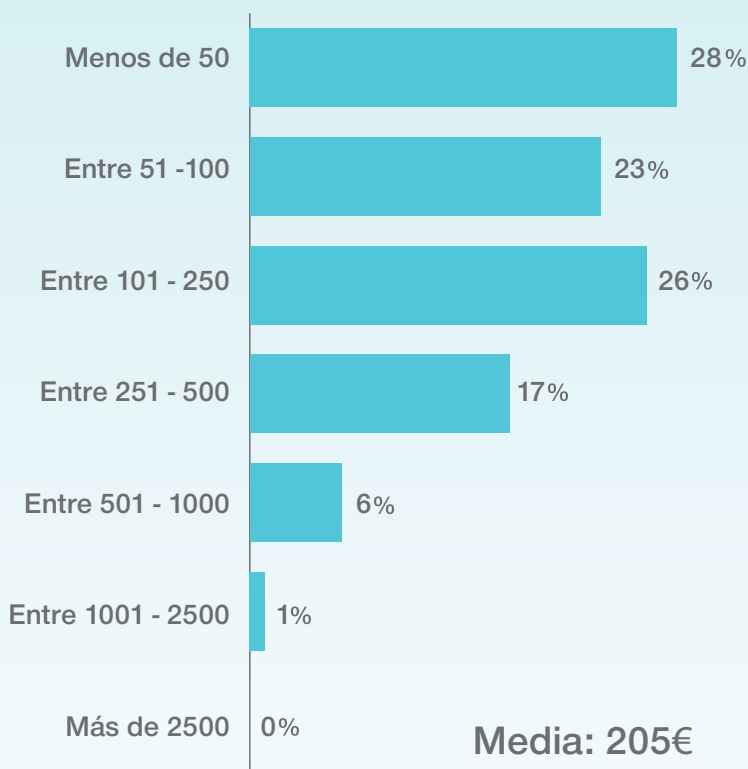 Menos de 50 28%
Entre 51 -100 23%
Entre 101 - 250 26%
Entre 251 - 500 17%
Entre 501 - 1000 6%
Entre 1001 - 2500 1%
Más de 2500 0%
Media: 205€